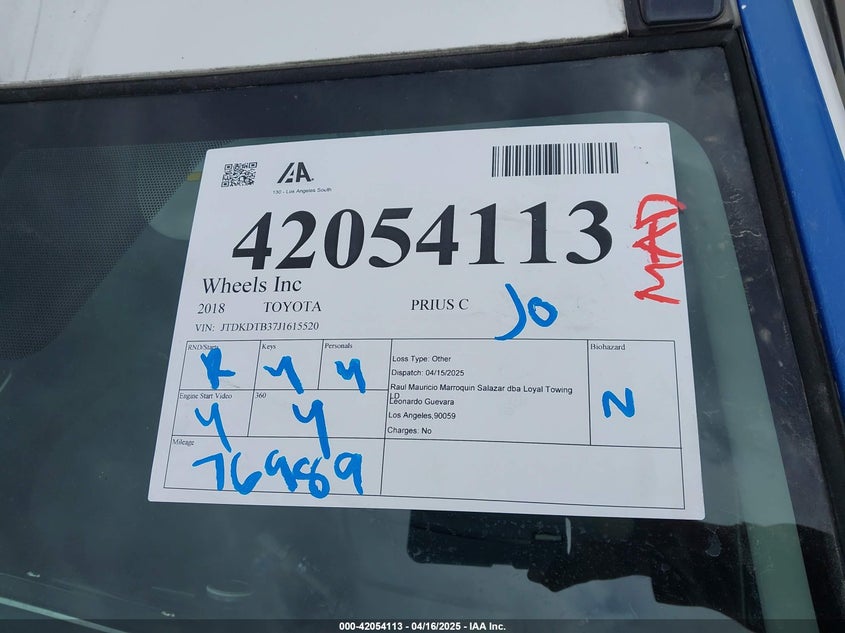 IAA.
130 - Los Angeles South
42054113
MAD
Wheels Inc
2018 TOYOTA PRIUS C
JO
VIN: JTDKDTB37J1615520
RND/Starts Keys Personals
R Y Y
Engine Start Video 360
Y Y
Mileage
76989
Loss Type: Other
Dispatch: 04/15/2025
Raul Mauricio Marroquin Salazar dba Loyal Towing
LD
Leonardo Guevara
Los Angeles,90059
Charges: No
Biohazard
N
000-42054113 - 04/16/2025 - IAA Inc.